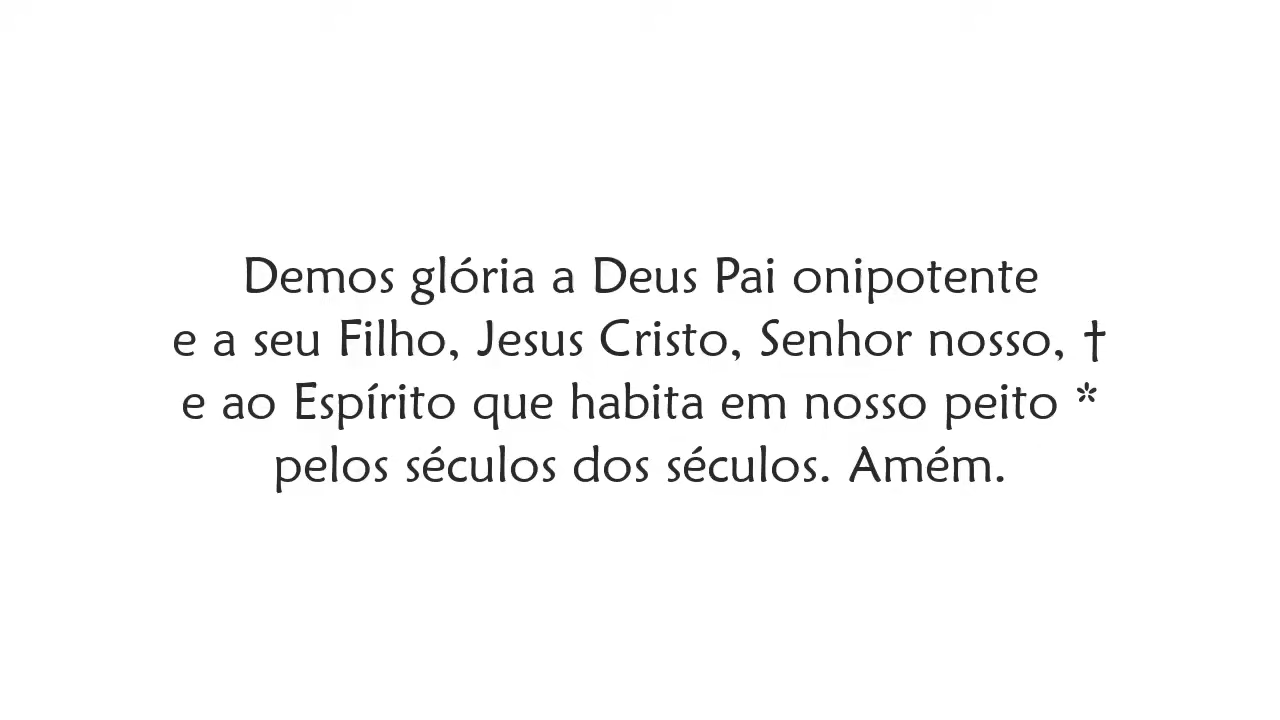 Demos glória a Deus Pai onipotente
e a seu Filho, Jesus Cristo, Senhor nosso, †
e ao Espírito que habita em nosso peito *
pelos séculos dos séculos. Amém.